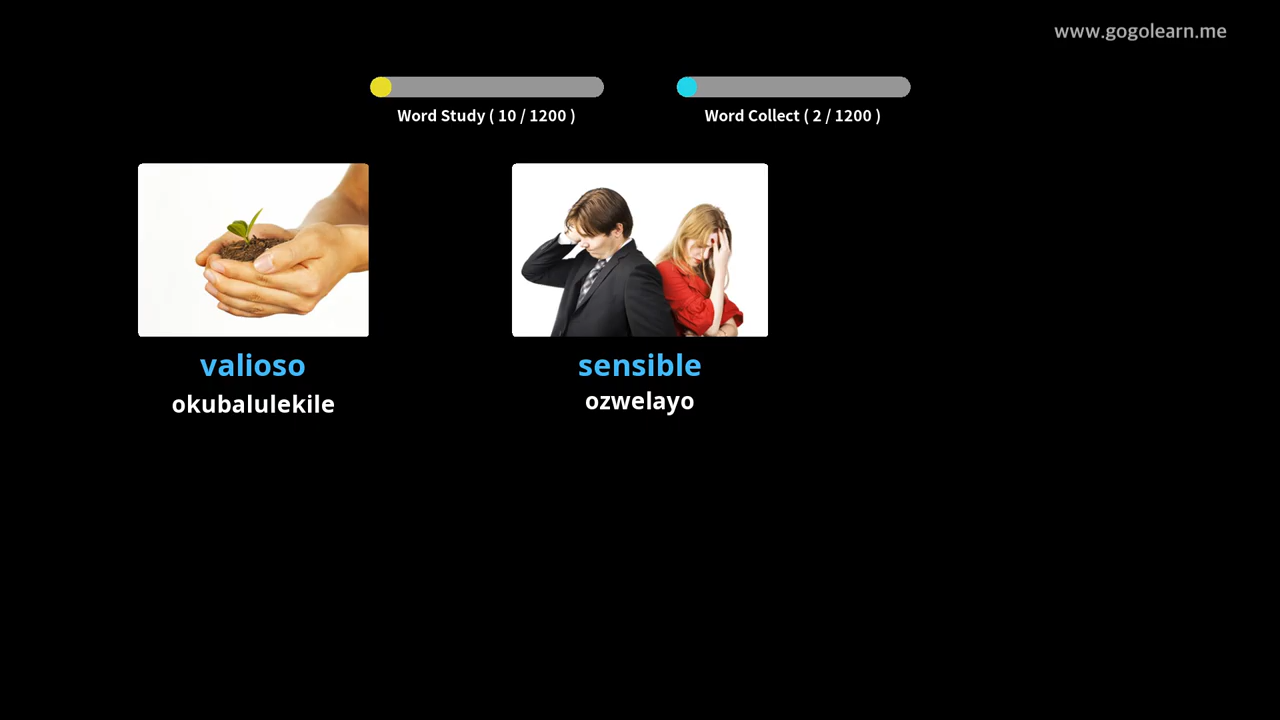 www.gogolearn.me
Word Study ( 10 / 1200 )
Word Collect ( 2 / 1200 )
valioso
okubalulekile
sensible
ozwelayo